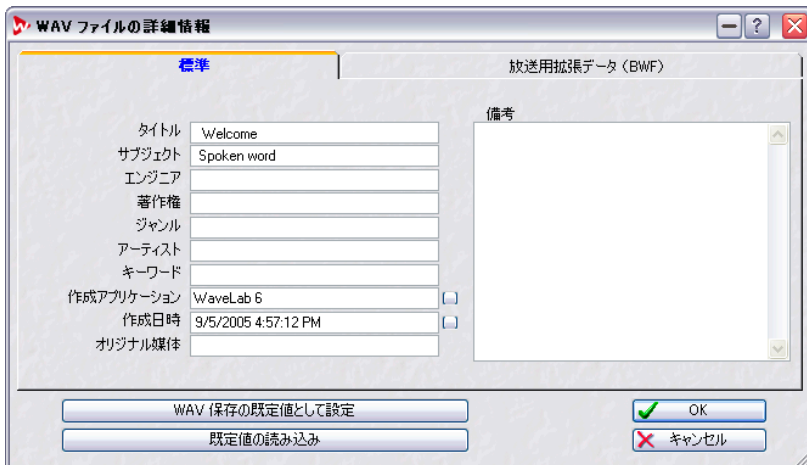 WAV ファイルの詳細情報
標準
放送用拡張データ（BWF）
備考
タイトル Welcome
サブジェクト Spoken word
エンジニア
著作権
ジャンル
アーティスト
キーワード
作成アプリケーション WaveLab 6
作成日時 9/5/2005 4:57:12 PM
オリジナル媒体
WAV 保存の既定値として設定
OK
既定値の読み込み
キャンセル